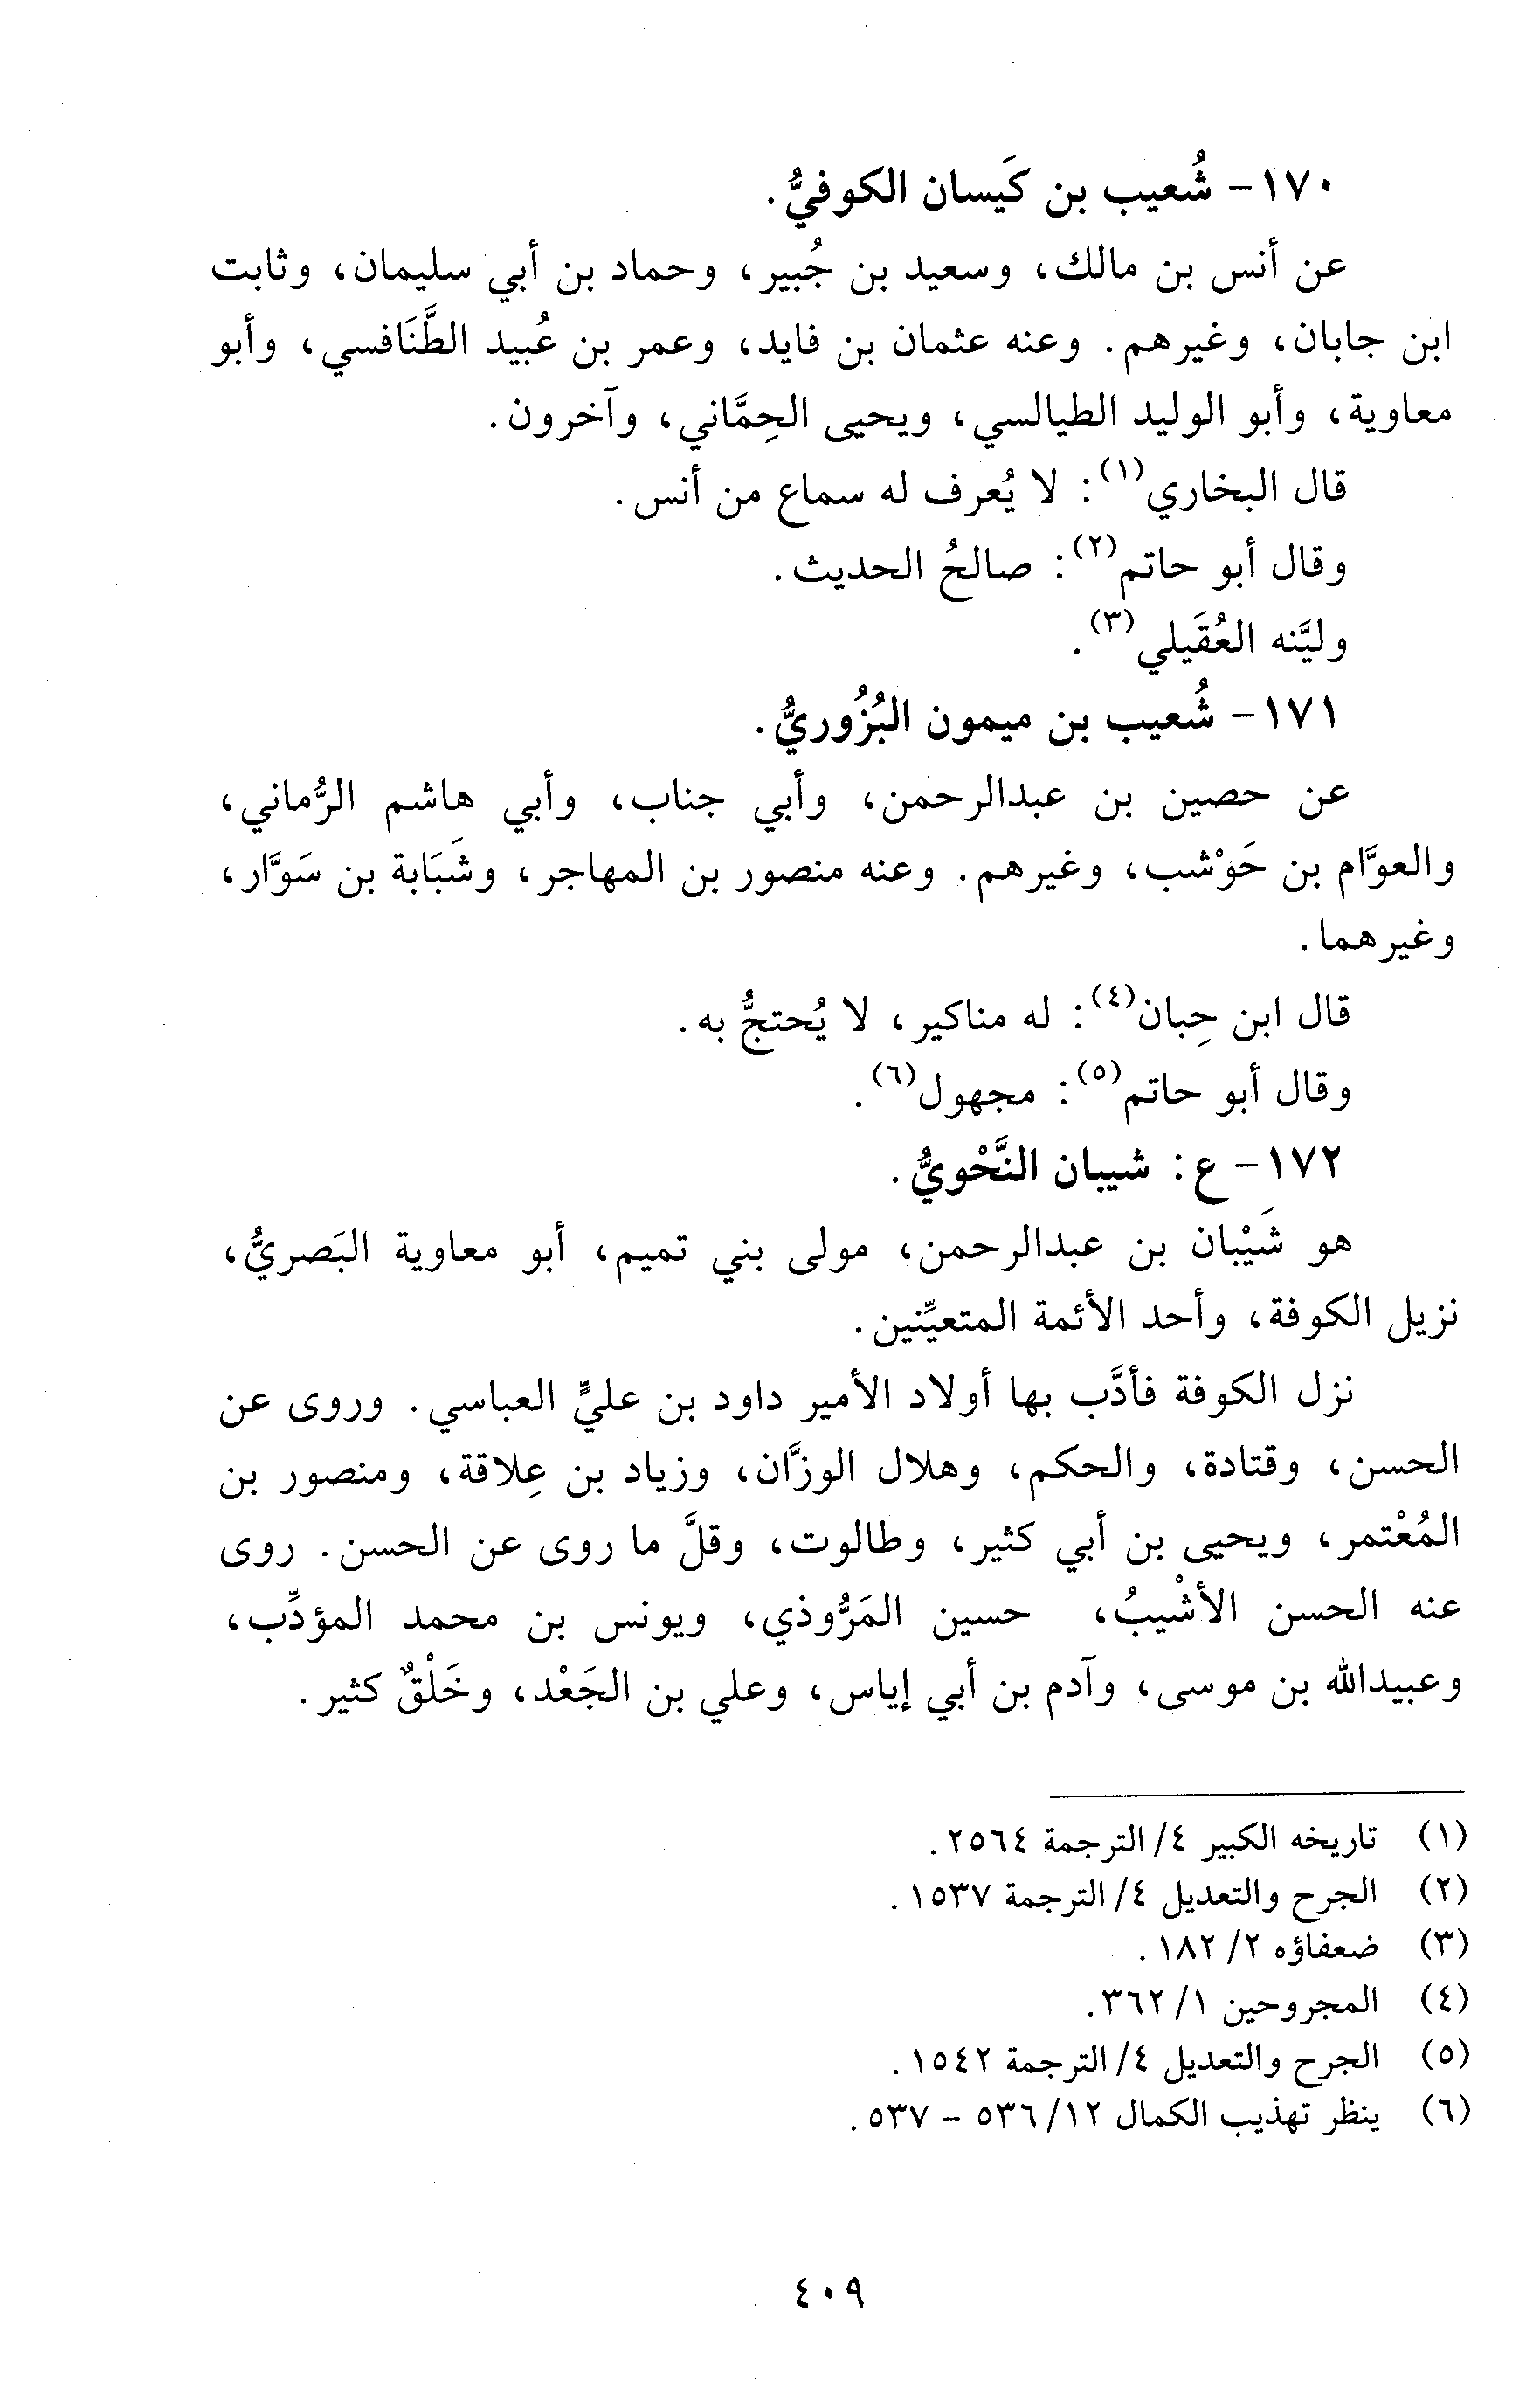 ١٧٠- شُعيب بن كَيسان الكوفيُّ.
عن أنس بن مالك، وسعيد بن جُبير، وحماد بن أبي سليمان، وثابت
ابن جابان، وغيرهم. وعنه عثمان بن فايد، وعمر بن عُبيد الطَّنَافسي، وأبو
معاوية، وأبو الوليد الطيالسي، ويحيى الحِمَّاني، وآخرون.
قال البخاري(١): لا يُعرف له سماع من أنس.
وقال أبو حاتم(٢): صالحُ الحديث.
وليَّنه العُقَيلي(٣).
١٧١- شُعيب بن ميمون البُزُوريُّ.
عن حصين بن عبدالرحمن، وأبي جناب، وأبي هاشم الرُّماني،
والعوَّام بن حَوْشب، وغيرهم. وعنه منصور بن المهاجر، وشَبَابة بن سَوَّار،
وغيرهما.
قال ابن حِبان(٤): له مناكير، لا يُحتجُّ به.
وقال أبو حاتم(٥): مجهول(٦).
١٧٢- ع: شيبان النَّحْويُّ.
هو شَيْبان بن عبدالرحمن، مولى بني تميم، أبو معاوية البَصريُّ،
نزيل الكوفة، وأحد الأئمة المتعيِّنين.
نزل الكوفة فأدَّب بها أولاد الأمير داود بن عليٍّ العباسي. وروى عن
الحسن، وقتادة، والحكم، وهلال الوزَّان، وزياد بن عِلاقة، ومنصور بن
المُعْتمر، ويحيى بن أبي كثير، وطالوت، وقلَّ ما روى عن الحسن. روى
عنه الحسن الأشْيبُ، حسين المَرُّوذي، ويونس بن محمد المؤدِّب،
وعبيدالله بن موسى، وآدم بن أبي إياس، وعلي بن الجَعْد، وخَلْقٌ كثير.
(١) تاريخه الكبير ٤/ الترجمة ٢٥٦٤.
(٢) الجرح والتعديل ٤/ الترجمة ١٥٣٧.
(٣) ضعفاؤه ٢/ ١٨٢.
(٤) المجروحين ١/ ٣٦٢.
(٥) الجرح والتعديل ٤/ الترجمة ١٥٤٢.
(٦) ينظر تهذيب الكمال ١٢/ ٥٣٦ - ٥٣٧.
٤٠٩